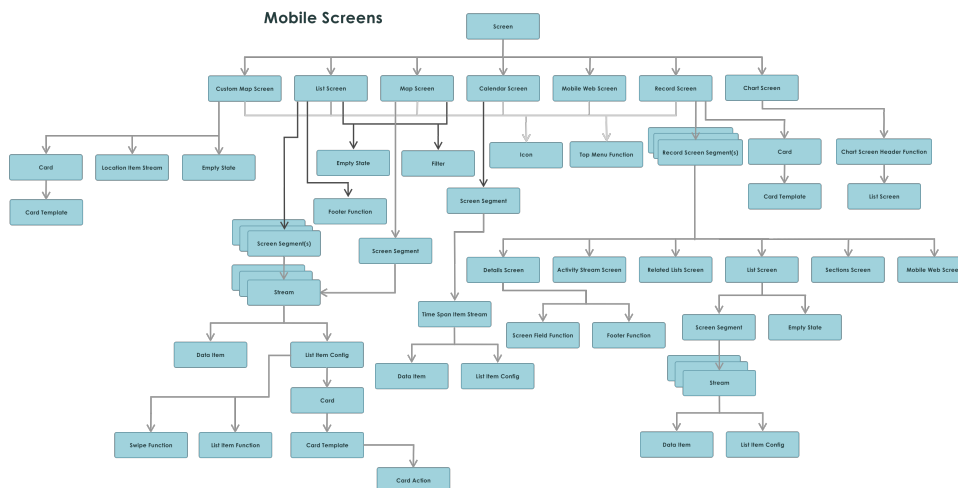 Mobile Screens
Screen
Custom Map Screen
List Screen
Map Screen
Calendar Screen
Mobile Web Screen
Record Screen
Chart Screen
Card
Location Item Stream
Empty State
Empty State
Filter
Icon
Top Menu Function
Record Screen Segment(s)
Card
Chart Screen Header Function
Card Template
Footer Function
Screen Segment
Card Template
List Screen
Screen Segment(s)
Screen Segment
Details Screen
Activity Stream Screen
Related Lists Screen
List Screen
Sections Screen
Mobile Web Screen
Stream
Time Span Item Stream
Screen Field Function
Footer Function
Screen Segment
Empty State
Data Item
List Item Config
Data Item
List Item Config
Stream
Card
Swipe Function
List Item Function
Card Template
Data Item
List Item Config
Card Action